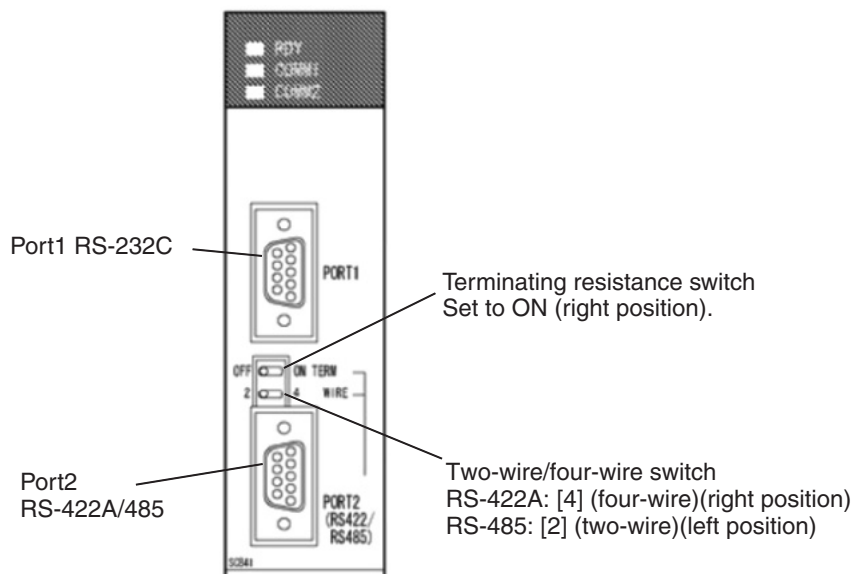 RDY
COMM1
COMM2
Port1 RS-232C
PORT1
Terminating resistance switch
Set to ON (right position).
OFF ON TERM
2 4 WIRE
Port2
RS-422A/485
PORT2
(RS422/
RS485)
Two-wire/four-wire switch
RS-422A: [4] (four-wire)(right position)
RS-485: [2] (two-wire)(left position)
SCB41